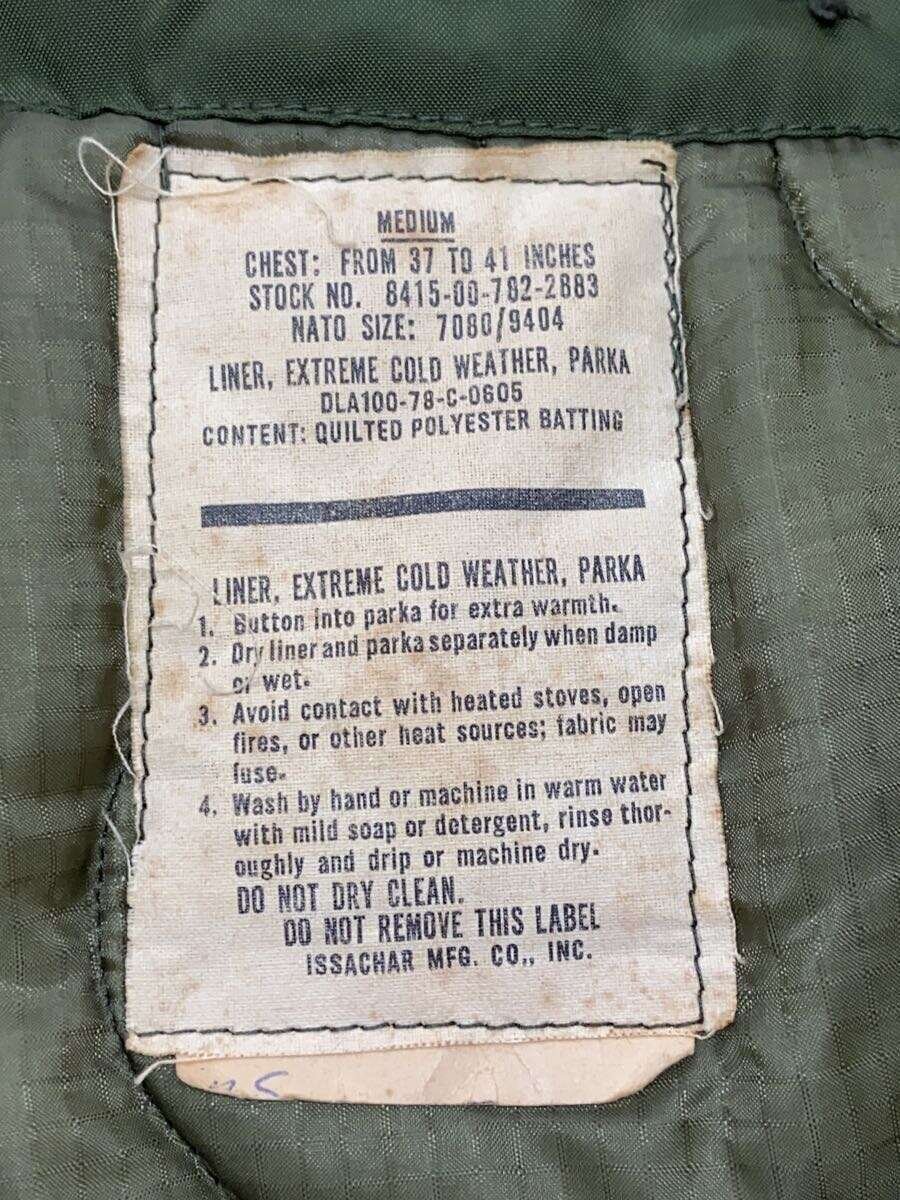 MEDIUM
CHEST: FROM 37 TO 41 INCHES
STOCK NO. 8415-00-782-2883
NATO SIZE: 7080/9404
LINER, EXTREME COLD WEATHER, PARKA
DLA100-78-C-0605
CONTENT: QUILTED POLYESTER BATTING
LINER, EXTREME COLD WEATHER, PARKA
1. Button into parka for extra warmth.
2. Dry liner and parka separately when damp
or wet.
3. Avoid contact with heated stoves, open
fires, or other heat sources; fabric may
fuse.
4. Wash by hand or machine in warm water
with mild soap or detergent, rinse thor-
oughly and drip or machine dry.
DO NOT DRY CLEAN.
DO NOT REMOVE THIS LABEL
ISSACHAR MFG. CO., INC.